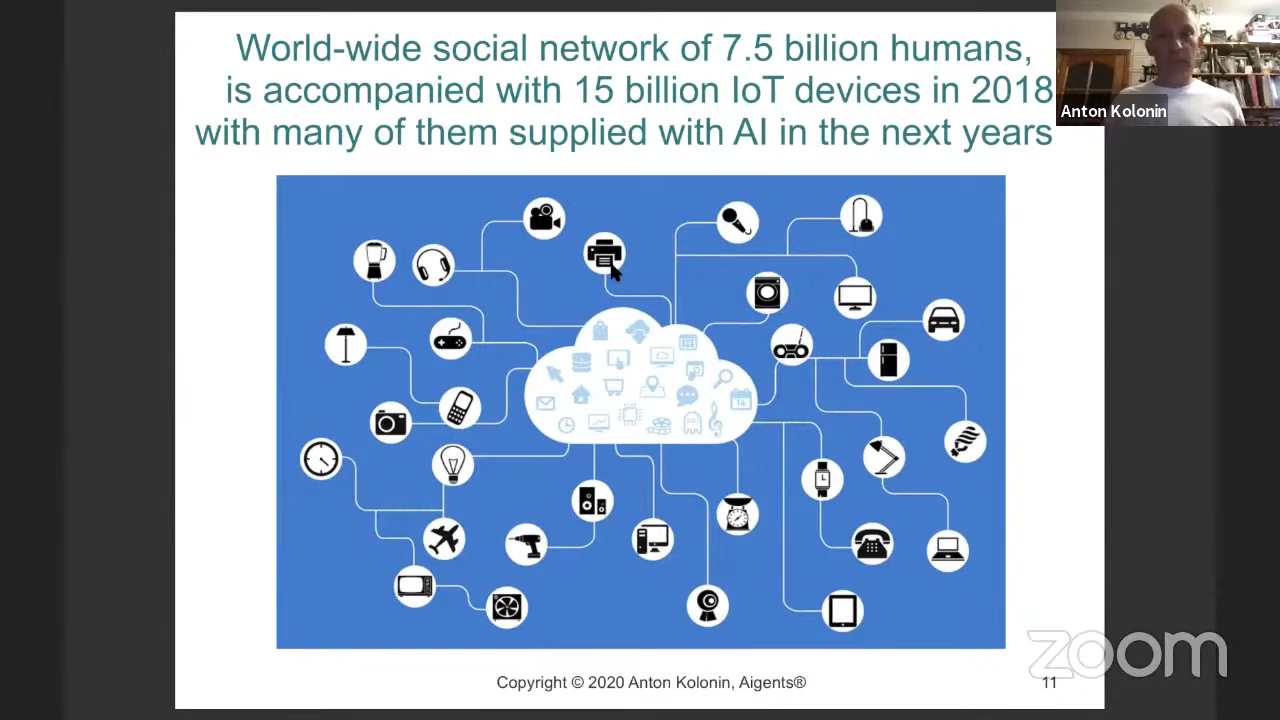 World-wide social network of 7.5 billion humans,
is accompanied with 15 billion IoT devices in 2018
with many of them supplied with AI in the next years
Anton Kolonin
14
zoom
Copyright © 2020 Anton Kolonin, Aigents®
11